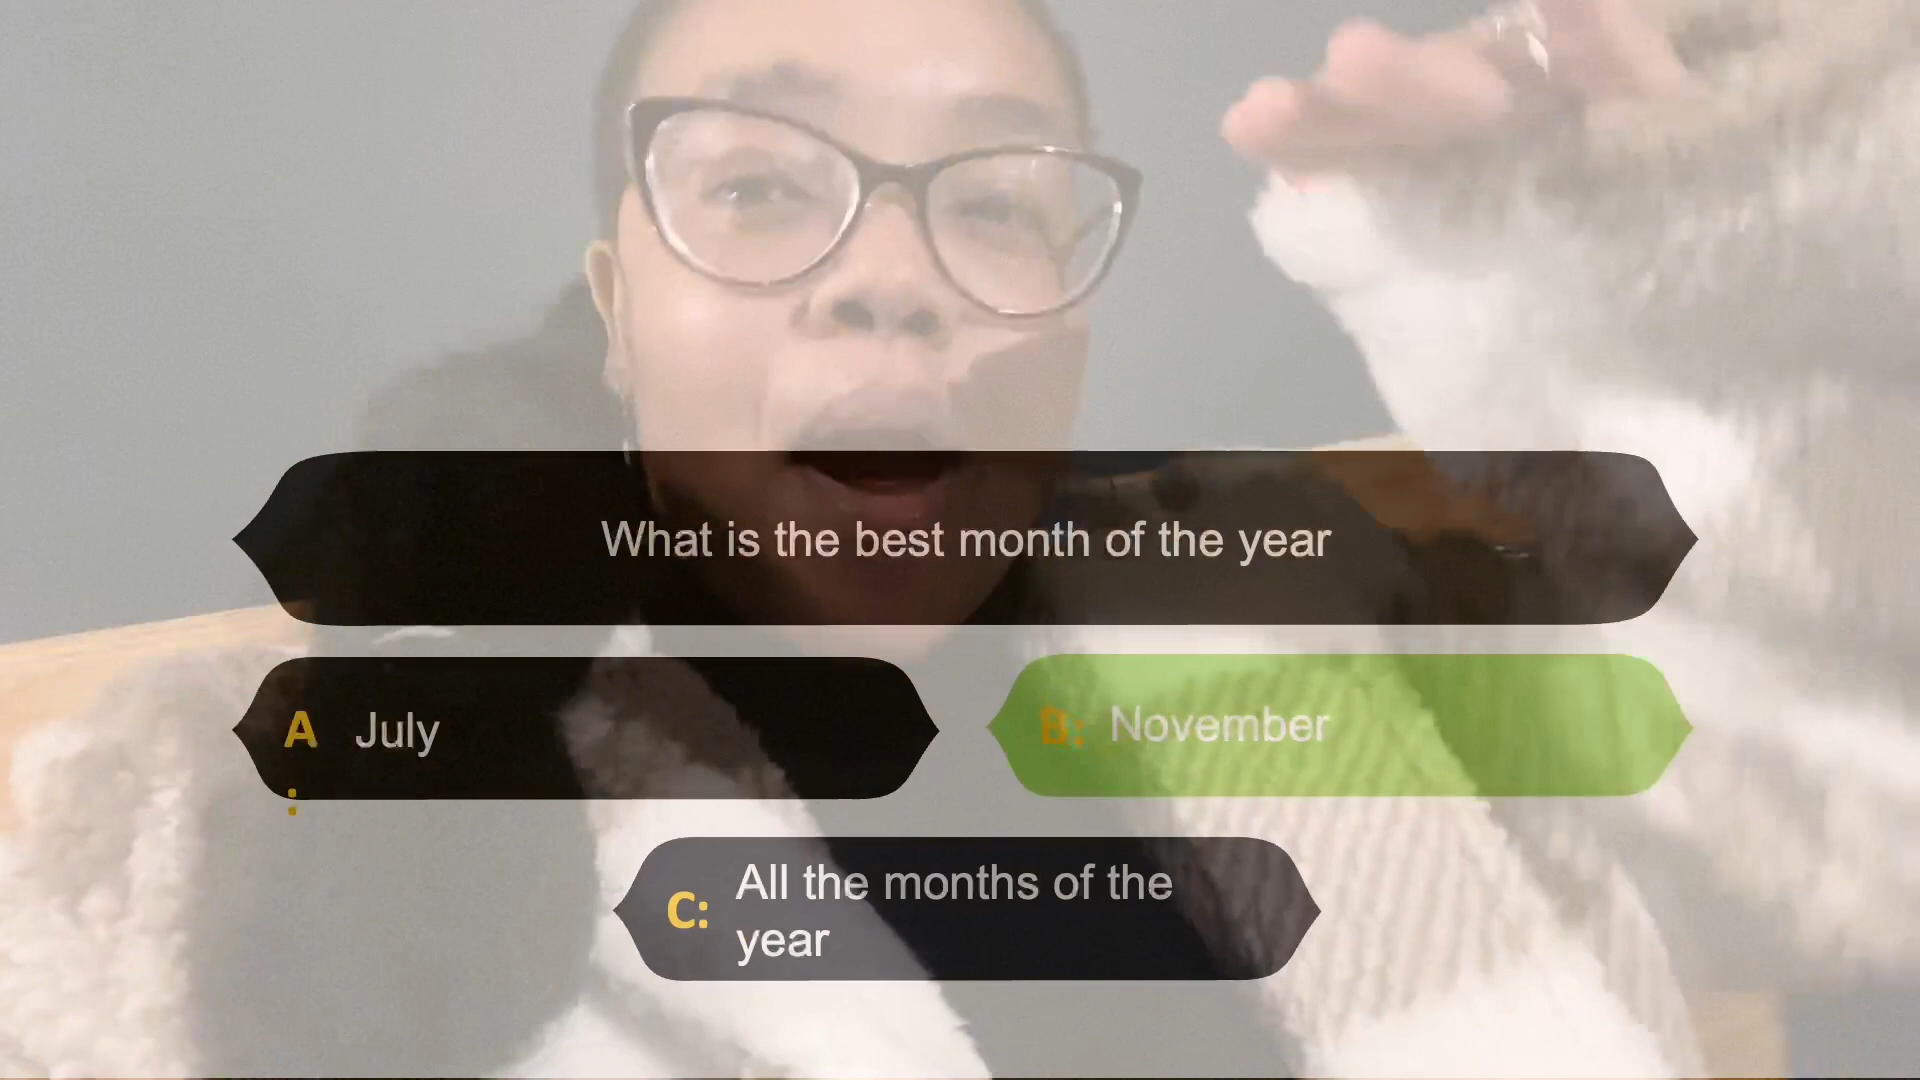 What is the best month of the year
A: July
B: November
C: All the months of the
year